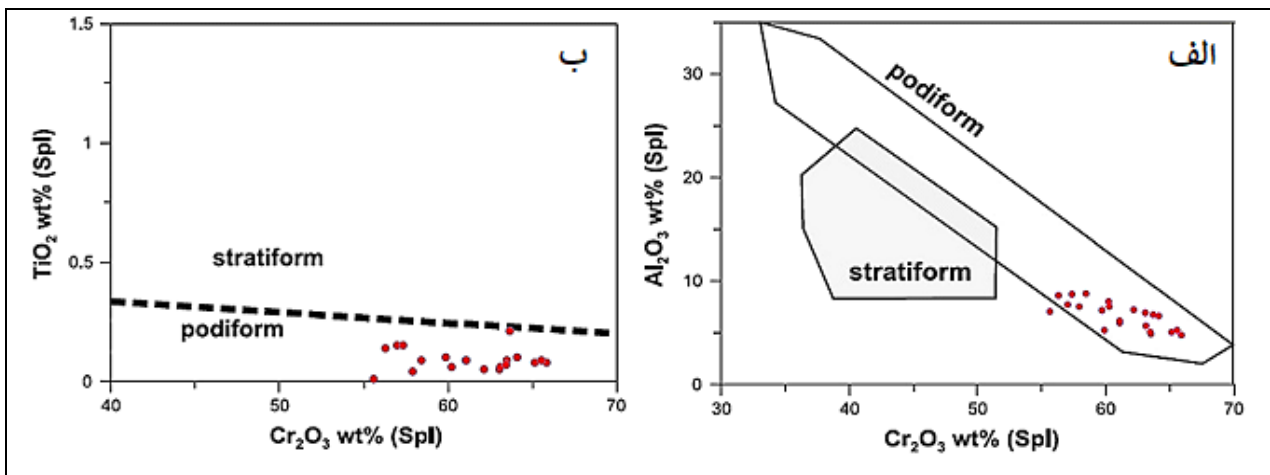 ب
1.5
1
0.5
0
TiO₂ wt% (Spl)
stratiform
podiform
40
50
60
70
Cr₂O₃ wt% (Spl)
الف
30
20
10
0
Al₂O₃ wt% (Spl)
podiform
stratiform
30
40
50
60
70
Cr₂O₃ wt% (Spl)